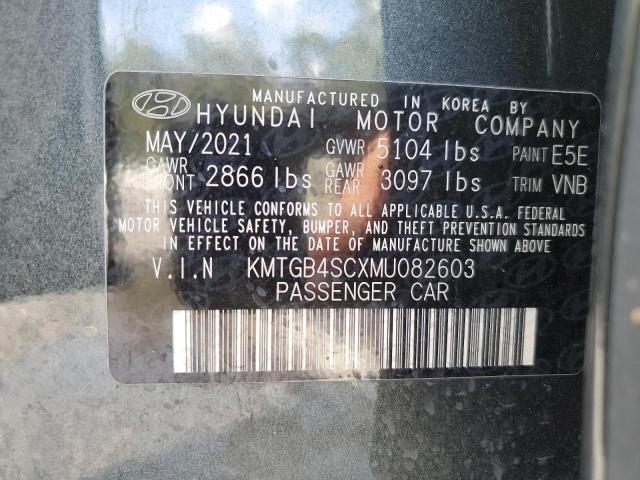 MANUFACTURED IN KOREA BY
HYUNDAI MOTOR COMPANY
MAY/2021 GVWR 5104 lbs PAINT E5E
GAWR FRONT 2866 lbs GAWR REAR 3097 lbs TRIM VNB
THIS VEHICLE CONFORMS TO ALL APPLICABLE U.S.A. FEDERAL
MOTOR VEHICLE SAFETY, BUMPER, AND THEFT PREVENTION STANDARDS
IN EFFECT ON THE DATE OF MANUFACTURE SHOWN ABOVE
V.I.N KMTGB4SCXMU082603
PASSENGER CAR